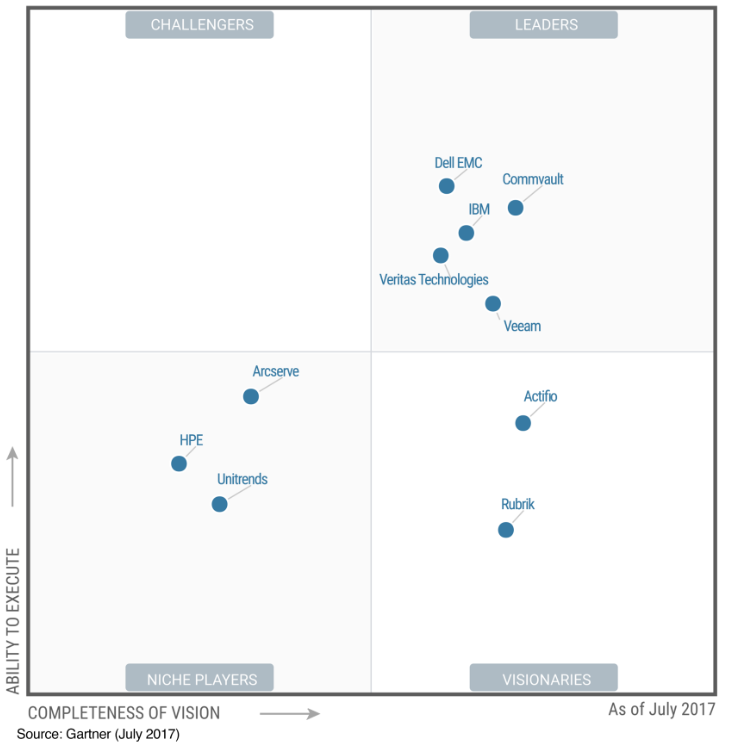 CHALLENGERS
LEADERS
Dell EMC
Commvault
IBM
Veritas Technologies
Veeam
Arcserve
Actifio
HPE
Unitrends
Rubrik
ABILITY TO EXECUTE
NICHE PLAYERS
VISIONARIES
COMPLETENESS OF VISION
As of July 2017
Source: Gartner (July 2017)